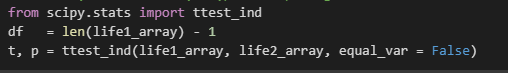 from scipy.stats import ttest_ind
df   = len(life1_array) - 1
t, p = ttest_ind(life1_array, life2_array, equal_var = False)